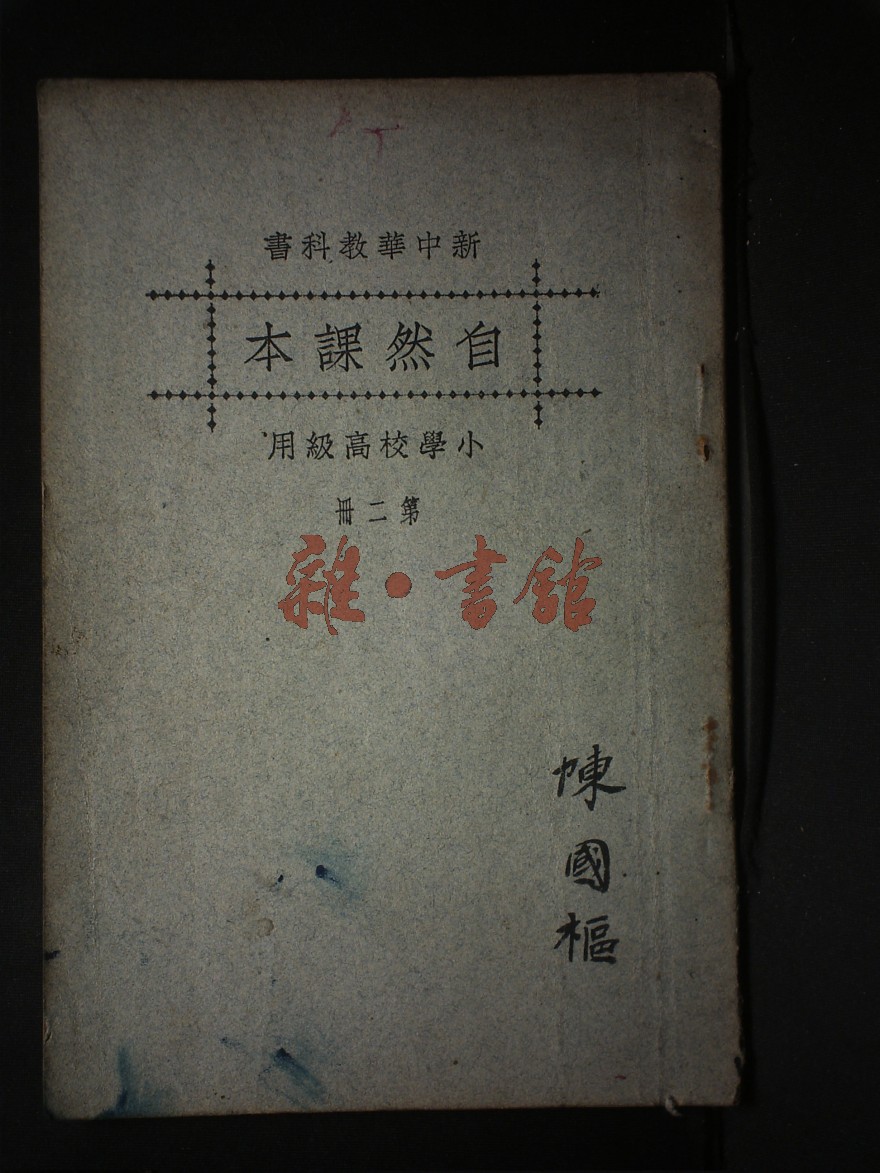 新中華教科書
自然課本
小學校高級用
第二冊
雜·書館
陳國樞